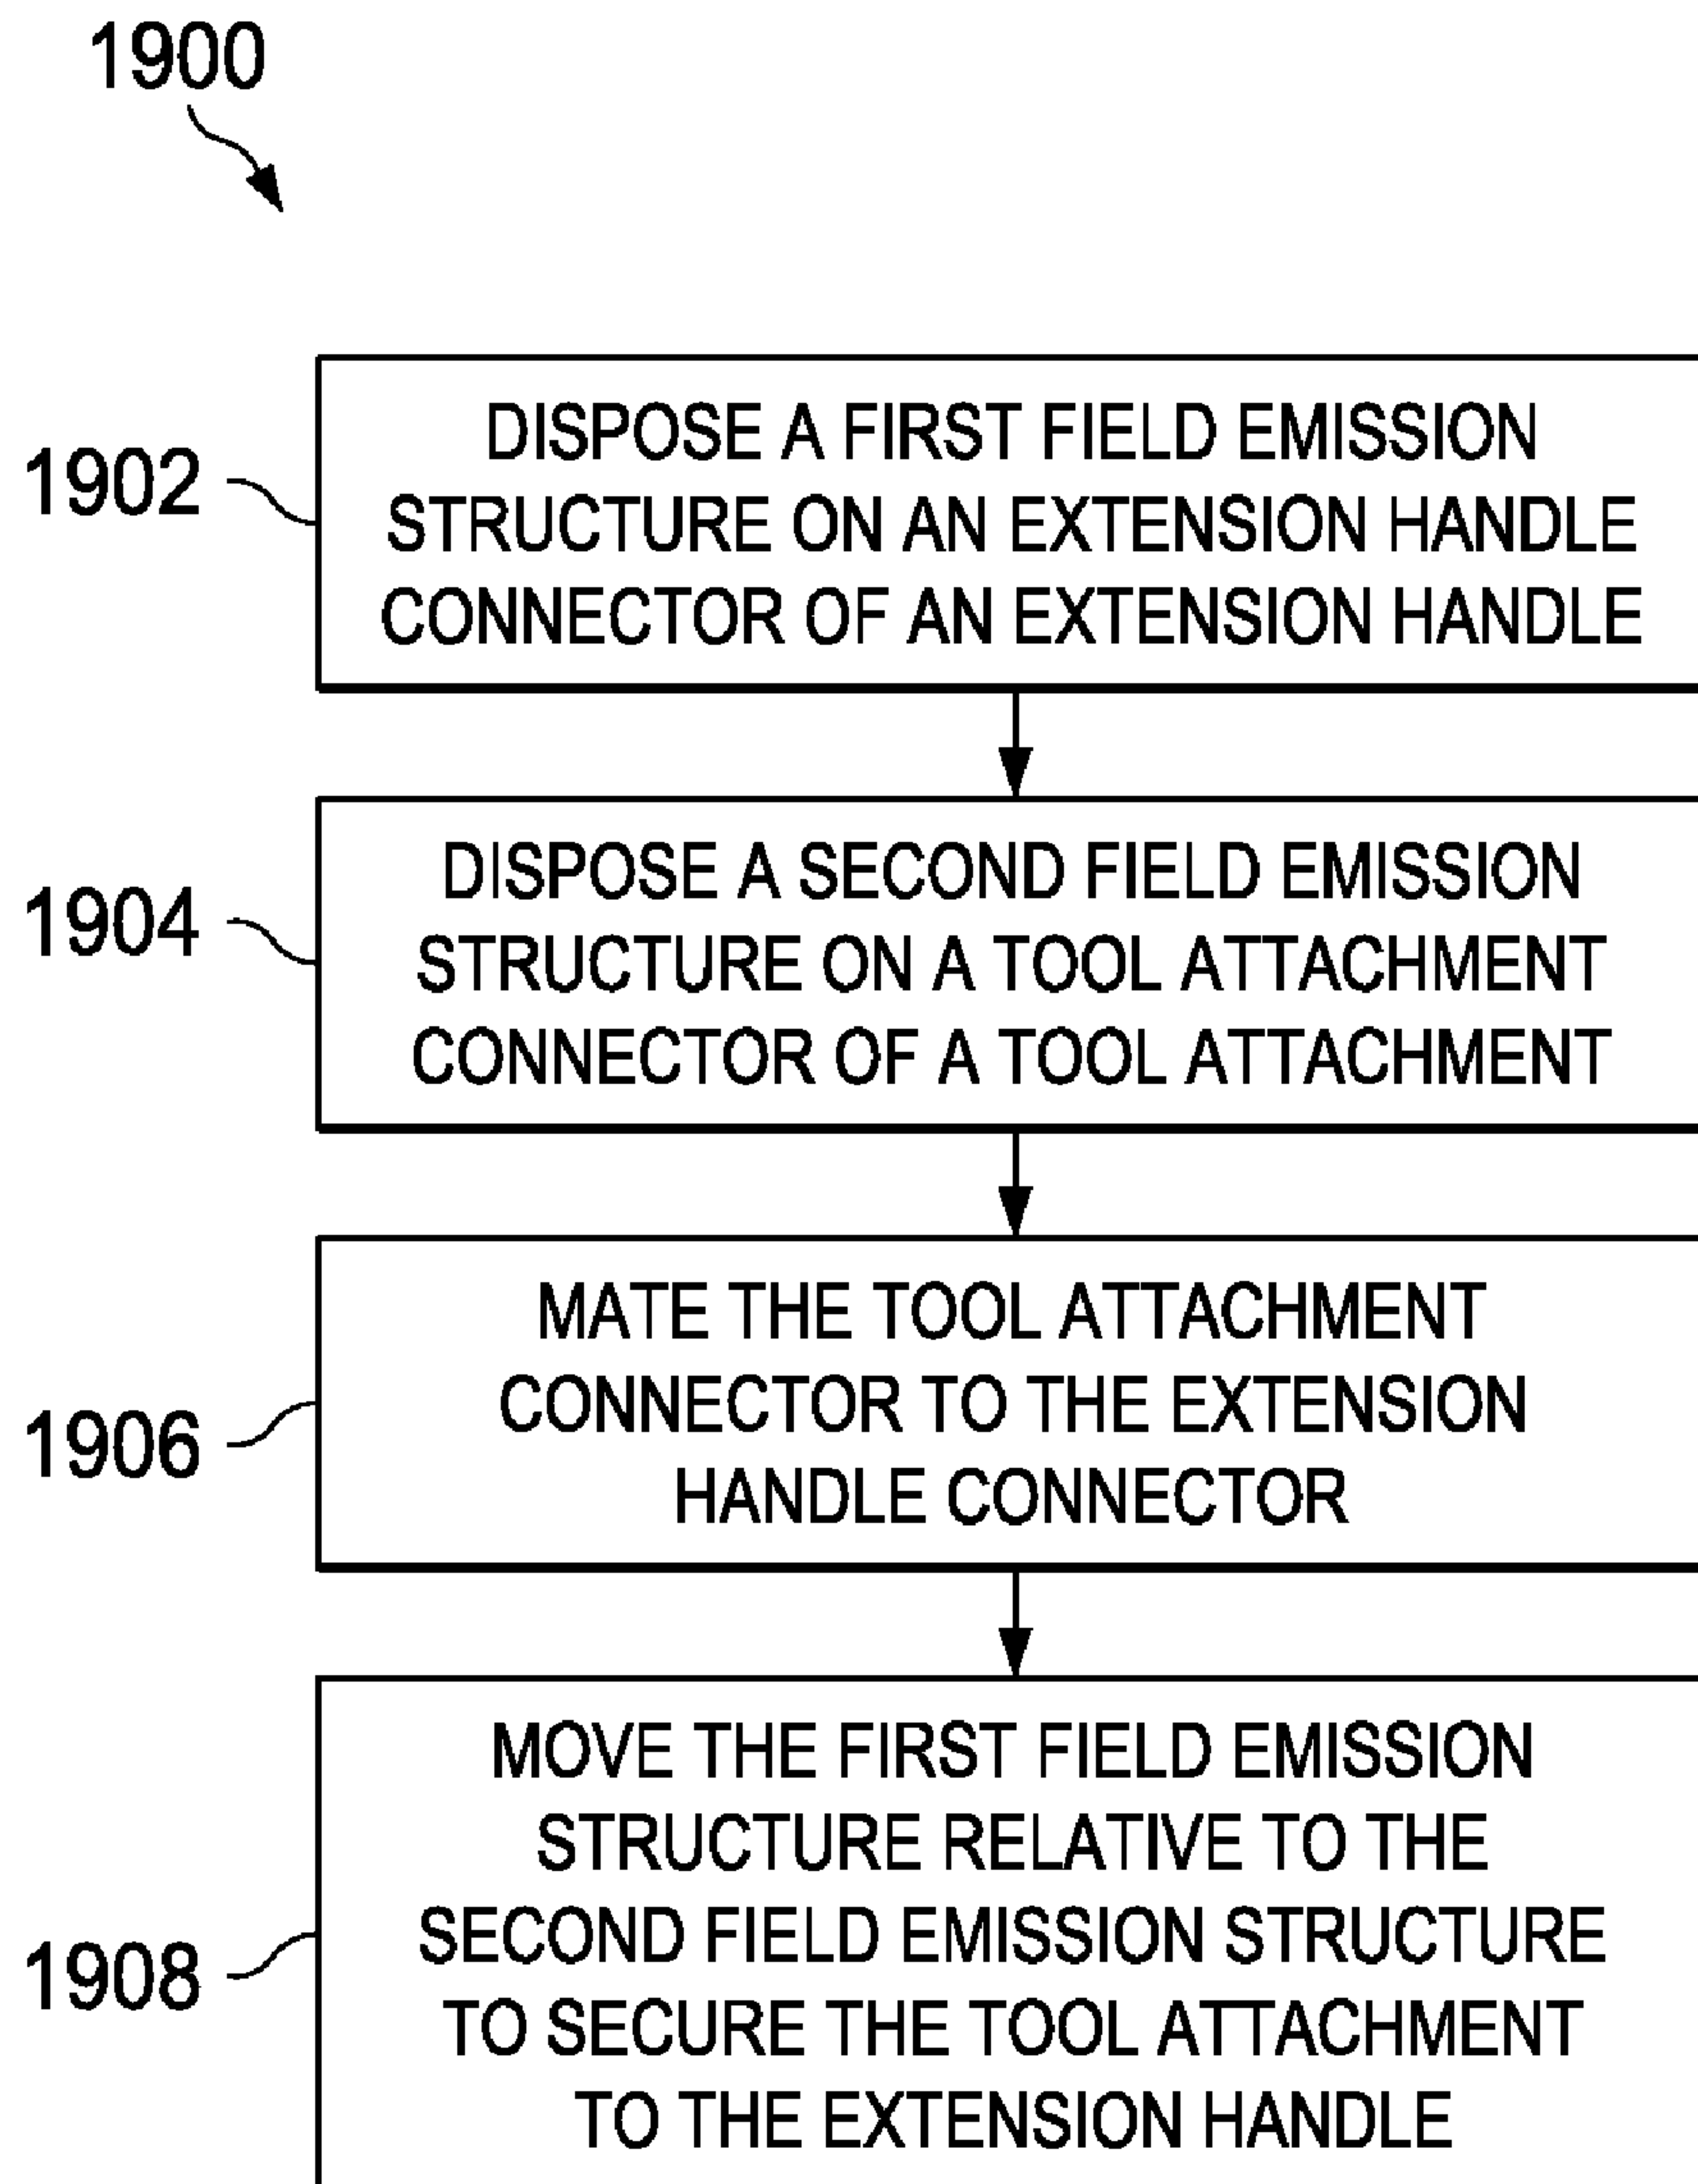 1900
1902
DISPOSE A FIRST FIELD EMISSION
STRUCTURE ON AN EXTENSION HANDLE
CONNECTOR OF AN EXTENSION HANDLE
1904
DISPOSE A SECOND FIELD EMISSION
STRUCTURE ON A TOOL ATTACHMENT
CONNECTOR OF A TOOL ATTACHMENT
1906
MATE THE TOOL ATTACHMENT
CONNECTOR TO THE EXTENSION
HANDLE CONNECTOR
1908
MOVE THE FIRST FIELD EMISSION
STRUCTURE RELATIVE TO THE
SECOND FIELD EMISSION STRUCTURE
TO SECURE THE TOOL ATTACHMENT
TO THE EXTENSION HANDLE